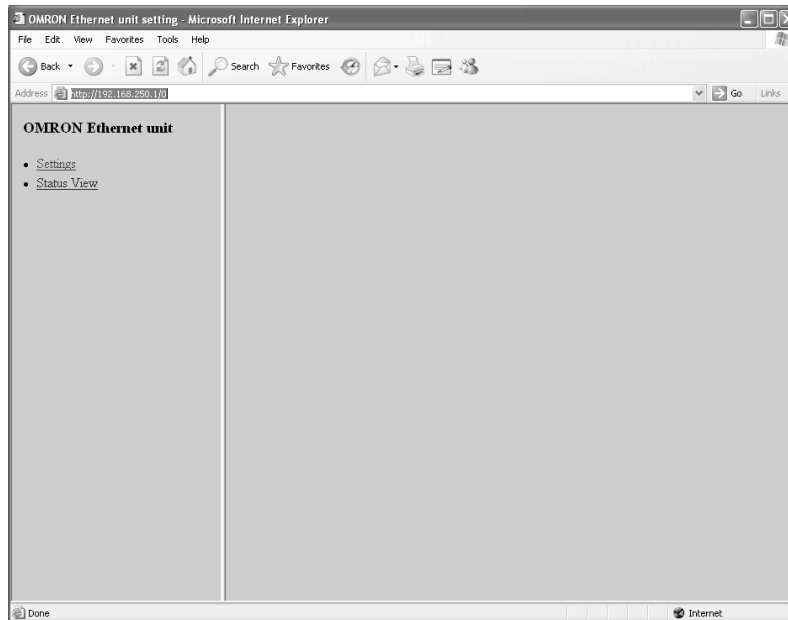 OMRON Ethernet unit setting - Microsoft Internet Explorer
File Edit View Favorites Tools Help
Back Search Favorites
Address http://192.168.250.1/0 Go Links
OMRON Ethernet unit
Settings
Status View
Done Internet